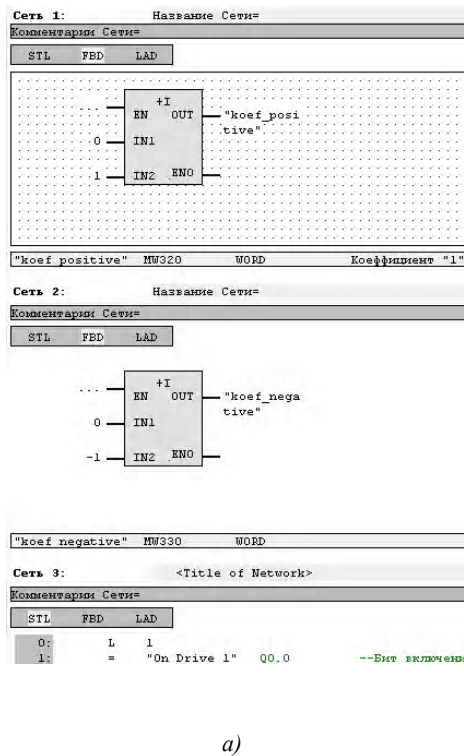 Сеть 1: Название Сети=
Комментарии Сети=
STL FBD LAD
+I
... EN OUT "koef_posi
tive"
0 IN1
1 IN2 ENO
"koef_positive" MW320 WORD Коеффициент "1"
Сеть 2: Название Сети=
Комментарии Сети=
STL FBD LAD
+I
... EN OUT "koef_nega
tive"
0 IN1
-1 IN2 ENO
"koef_negative" MW330 WORD
Сеть 3: <Title of Network>
Комментарии Сети=
STL FBD LAD
0: L 1
1: = "On Drive 1" Q0.0 --Бит включени
а)